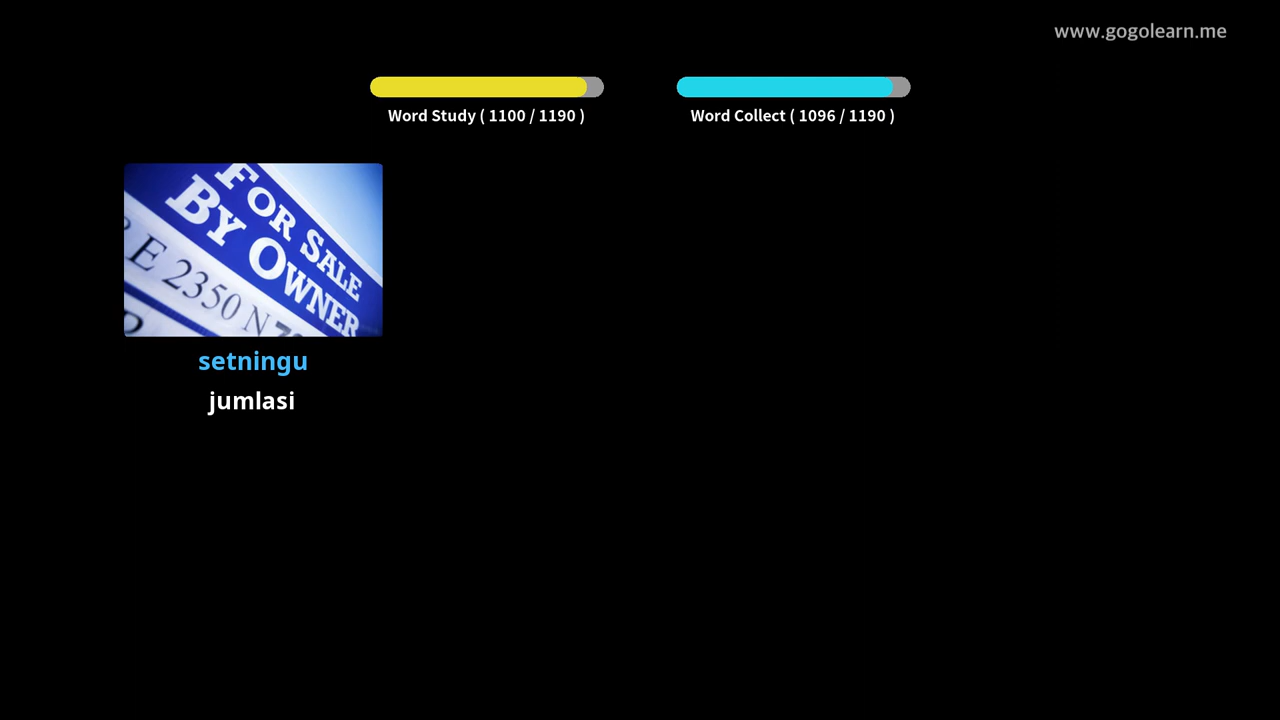 www.gogolearn.me
Word Study ( 1100 / 1190 )
Word Collect ( 1096 / 1190 )
FOR SALE
BY OWNER
E 2350 N
setningu
jumlasi